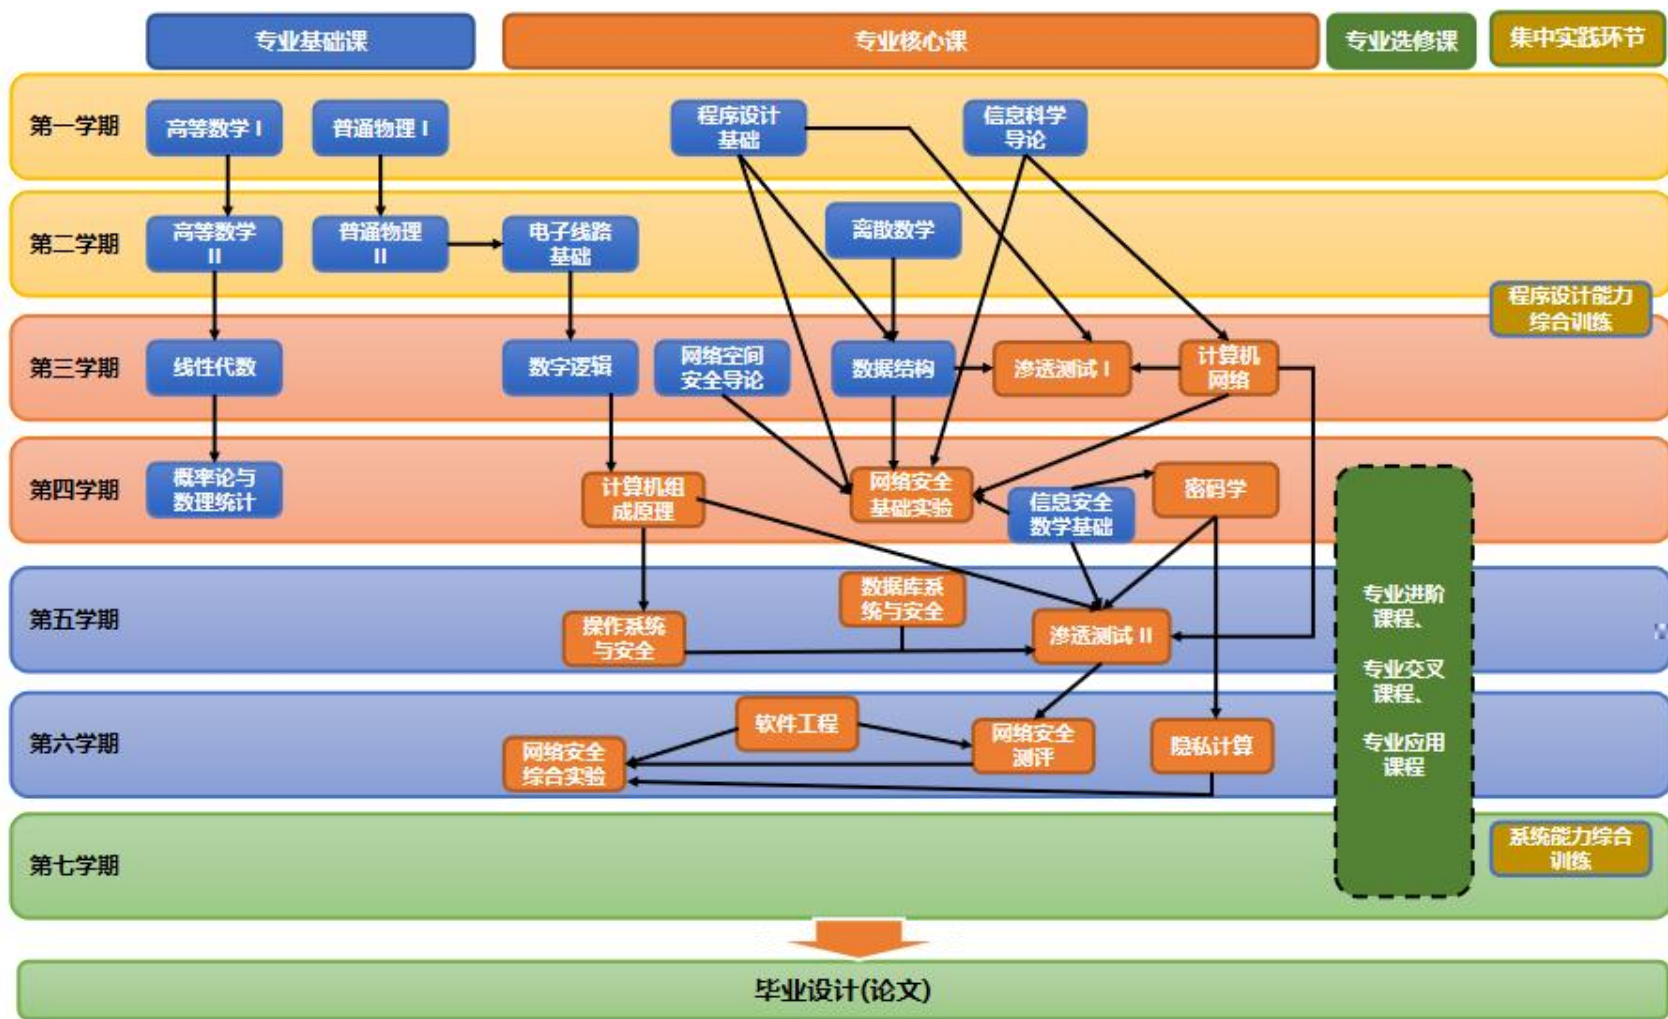 专业基础课
专业核心课
专业选修课
集中实践环节
第一学期
高等数学 I
普通物理 I
程序设计
基础
信息科学
导论
第二学期
高等数学
II
普通物理
II
电子线路
基础
离散数学
程序设计能力
综合训练
第三学期
线性代数
数字逻辑
网络空间
安全导论
数据结构
渗透测试 I
计算机
网络
第四学期
概率论与
数理统计
计算机组
成原理
网络安全
基础实验
信息安全
数学基础
密码学
第五学期
操作系统
与安全
数据库系
统与安全
渗透测试 II
专业进阶
课程、
专业交叉
课程、
专业应用
课程
第六学期
网络安全
综合实验
软件工程
网络安全
测评
隐私计算
第七学期
系统能力综合
训练
毕业设计(论文)